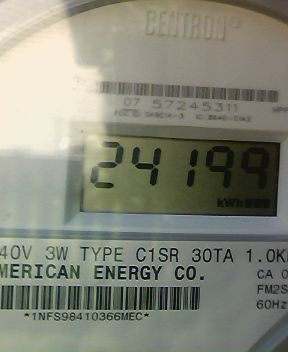 CENTRON®
07 57245311
24199
kWh
40V 3W TYPE C1SR 30TA 1.0K
MERICAN ENERGY CO.
CA 0
FM2S
60Hz
*1NFS98410366MEC*